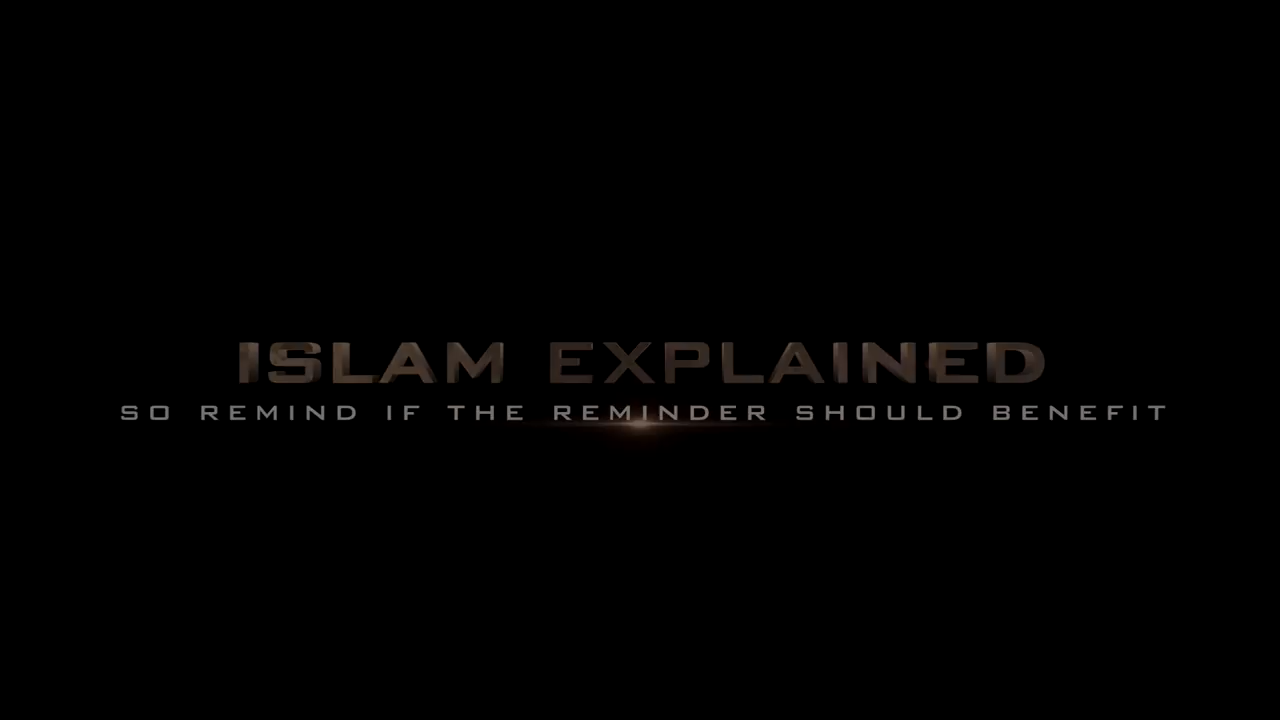 ISLAM EXPLAINED
SO REMIND IF THE REMINDER SHOULD BENEFIT